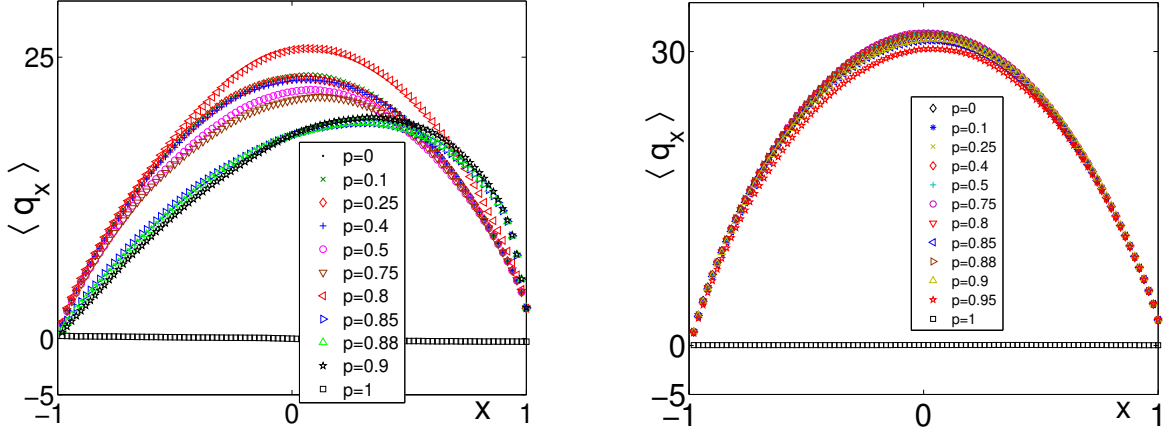 25
0
−5
−1
0
1
x
⟨ q_x ⟩
p=0
p=0.1
p=0.25
p=0.4
p=0.5
p=0.75
p=0.8
p=0.85
p=0.88
p=0.9
p=1
30
0
−5
−1
0
1
x
⟨ q_x ⟩
p=0
p=0.1
p=0.25
p=0.4
p=0.5
p=0.75
p=0.8
p=0.85
p=0.88
p=0.9
p=0.95
p=1